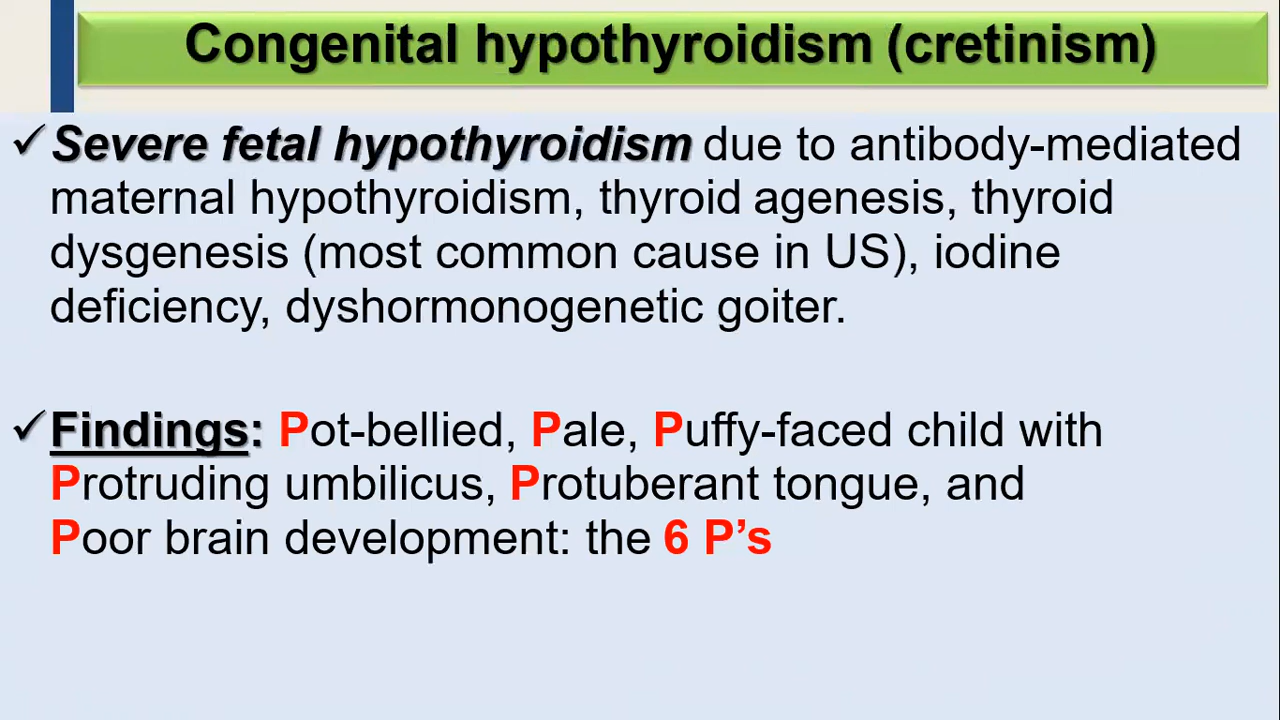 Congenital hypothyroidism (cretinism)
✓Severe fetal hypothyroidism due to antibody-mediated
maternal hypothyroidism, thyroid agenesis, thyroid
dysgenesis (most common cause in US), iodine
deficiency, dyshormonogenetic goiter.
✓Findings: Pot-bellied, Pale, Puffy-faced child with
Protruding umbilicus, Protuberant tongue, and
Poor brain development: the 6 P’s